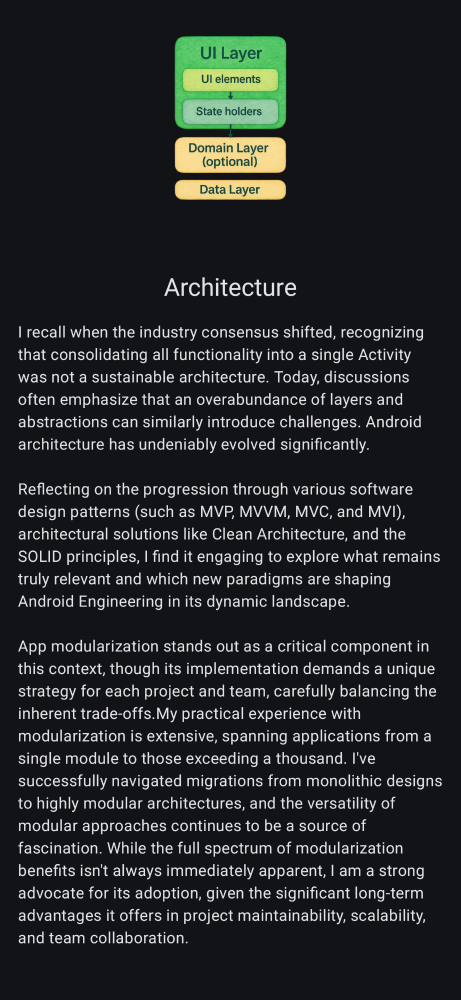 UI Layer
UI elements
State holders
Domain Layer
(optional)
Data Layer
Architecture
I recall when the industry consensus shifted, recognizing
that consolidating all functionality into a single Activity
was not a sustainable architecture. Today, discussions
often emphasize that an overabundance of layers and
abstractions can similarly introduce challenges. Android
architecture has undeniably evolved significantly.
Reflecting on the progression through various software
design patterns (such as MVP, MVVM, MVC, and MVI),
architectural solutions like Clean Architecture, and the
SOLID principles, I find it engaging to explore what remains
truly relevant and which new paradigms are shaping
Android Engineering in its dynamic landscape.
App modularization stands out as a critical component in
this context, though its implementation demands a unique
strategy for each project and team, carefully balancing the
inherent trade-offs.My practical experience with
modularization is extensive, spanning applications from a
single module to those exceeding a thousand. I've
successfully navigated migrations from monolithic designs
to highly modular architectures, and the versatility of
modular approaches continues to be a source of
fascination. While the full spectrum of modularization
benefits isn't always immediately apparent, I am a strong
advocate for its adoption, given the significant long-term
advantages it offers in project maintainability, scalability,
and team collaboration.